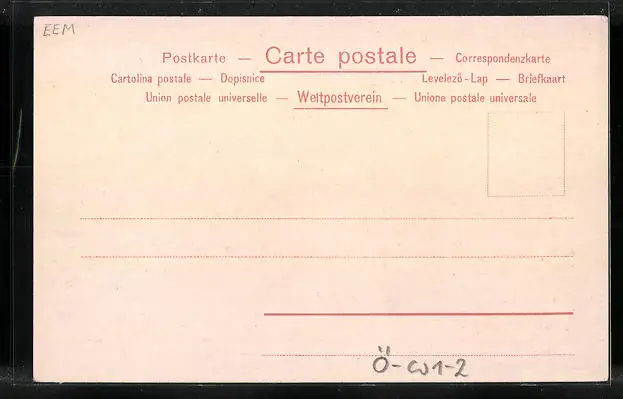 EEM
Postkarte — Carte postale — Correspondenzkarte
Cartolina postale — Dopisnice Levelező-Lap — Briefkaart
Union postale universelle — Weltpostverein — Unione postale universale
Ö-W1-2